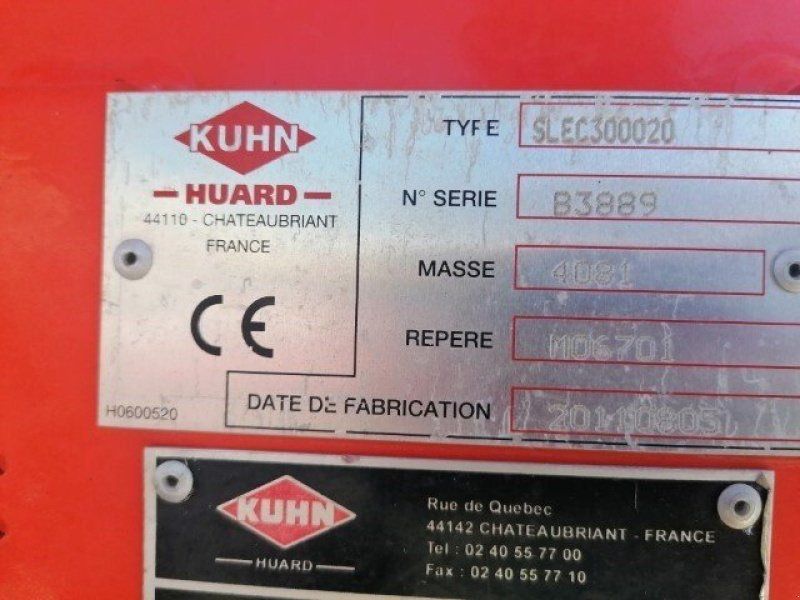 KUHN
HUARD
44110 - CHATEAUBRIANT
FRANCE
CE
H0600520
TYPE SLEC300020
N° SERIE B3889
MASSE 4081
REPERE M06701
DATE DE FABRICATION 20110805
KUHN
HUARD
Rue de Quebec
44142 CHATEAUBRIANT - FRANCE
Tel : 02 40 55 77 00
Fax : 02 40 55 77 10